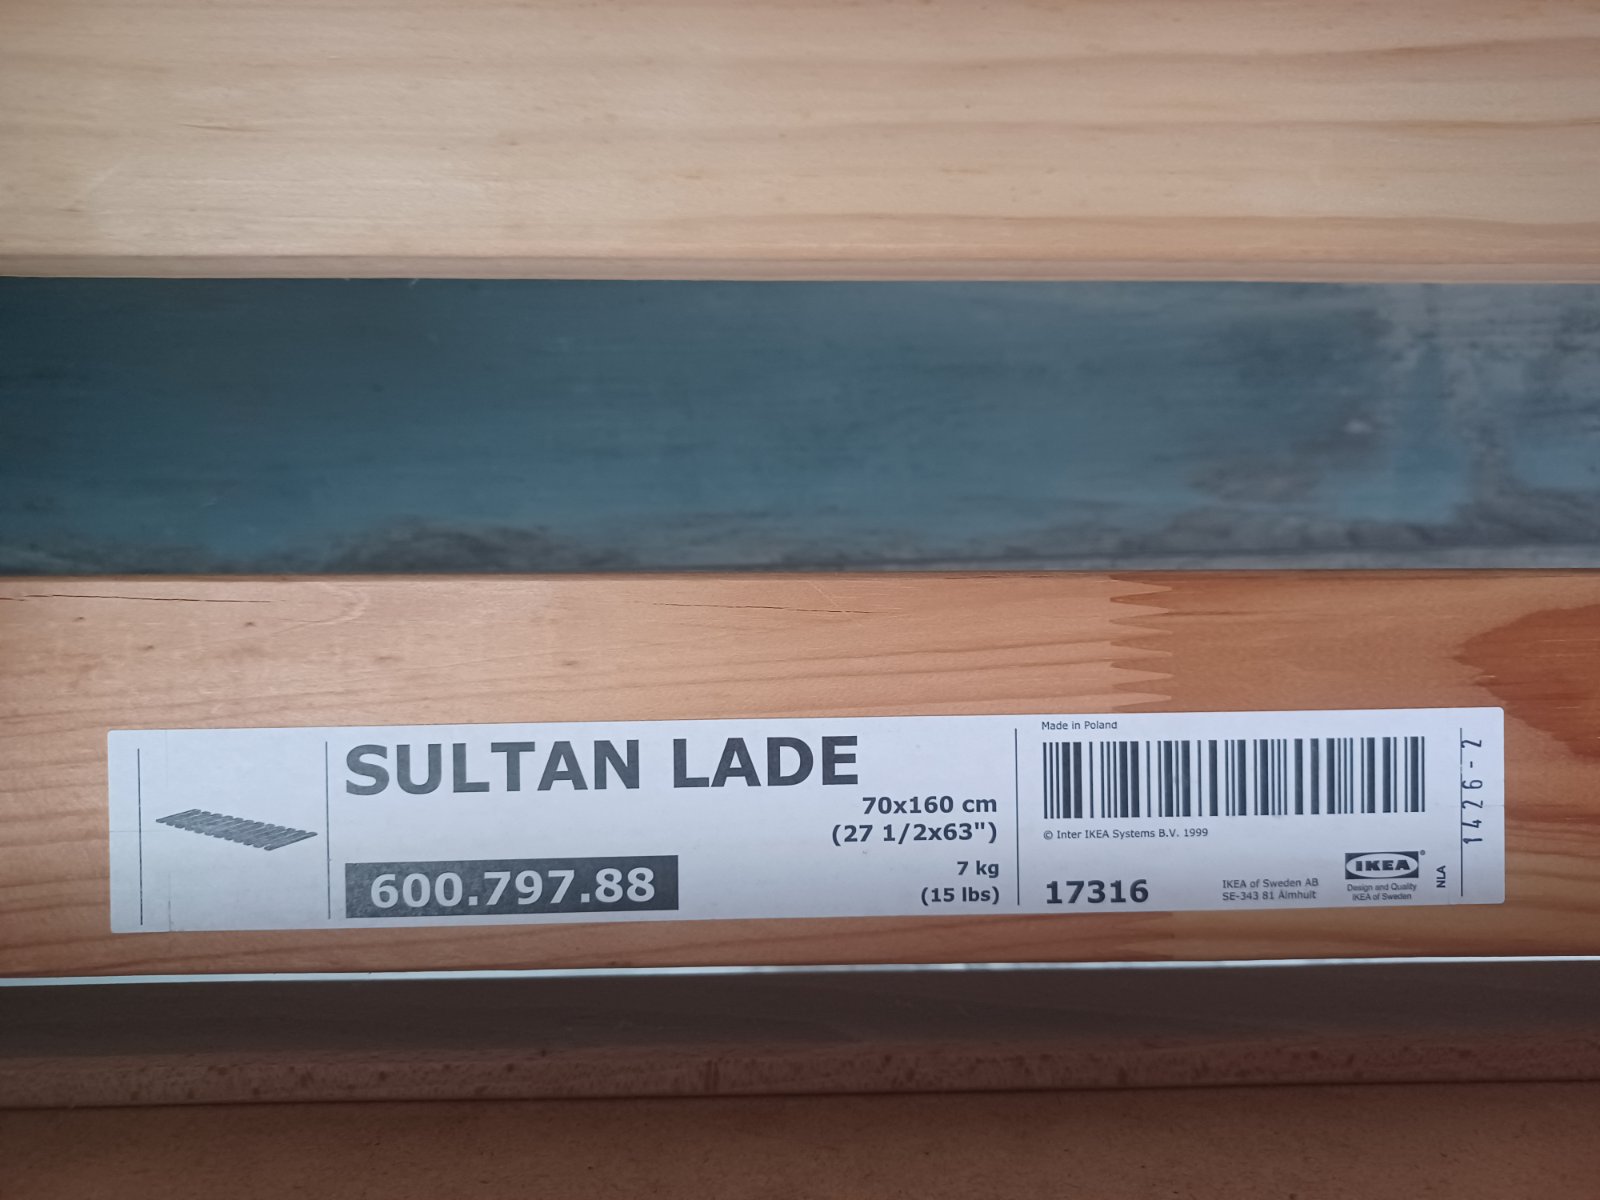 SULTAN LADE
70x160 cm
(27 1/2x63")
600.797.88
7 kg
(15 lbs)
Made in Poland
© Inter IKEA Systems B.V. 1999
17316
IKEA of Sweden AB
SE-343 81 Älmhult
IKEA®
Design and Quality
IKEA of Sweden
NLA
1426-2